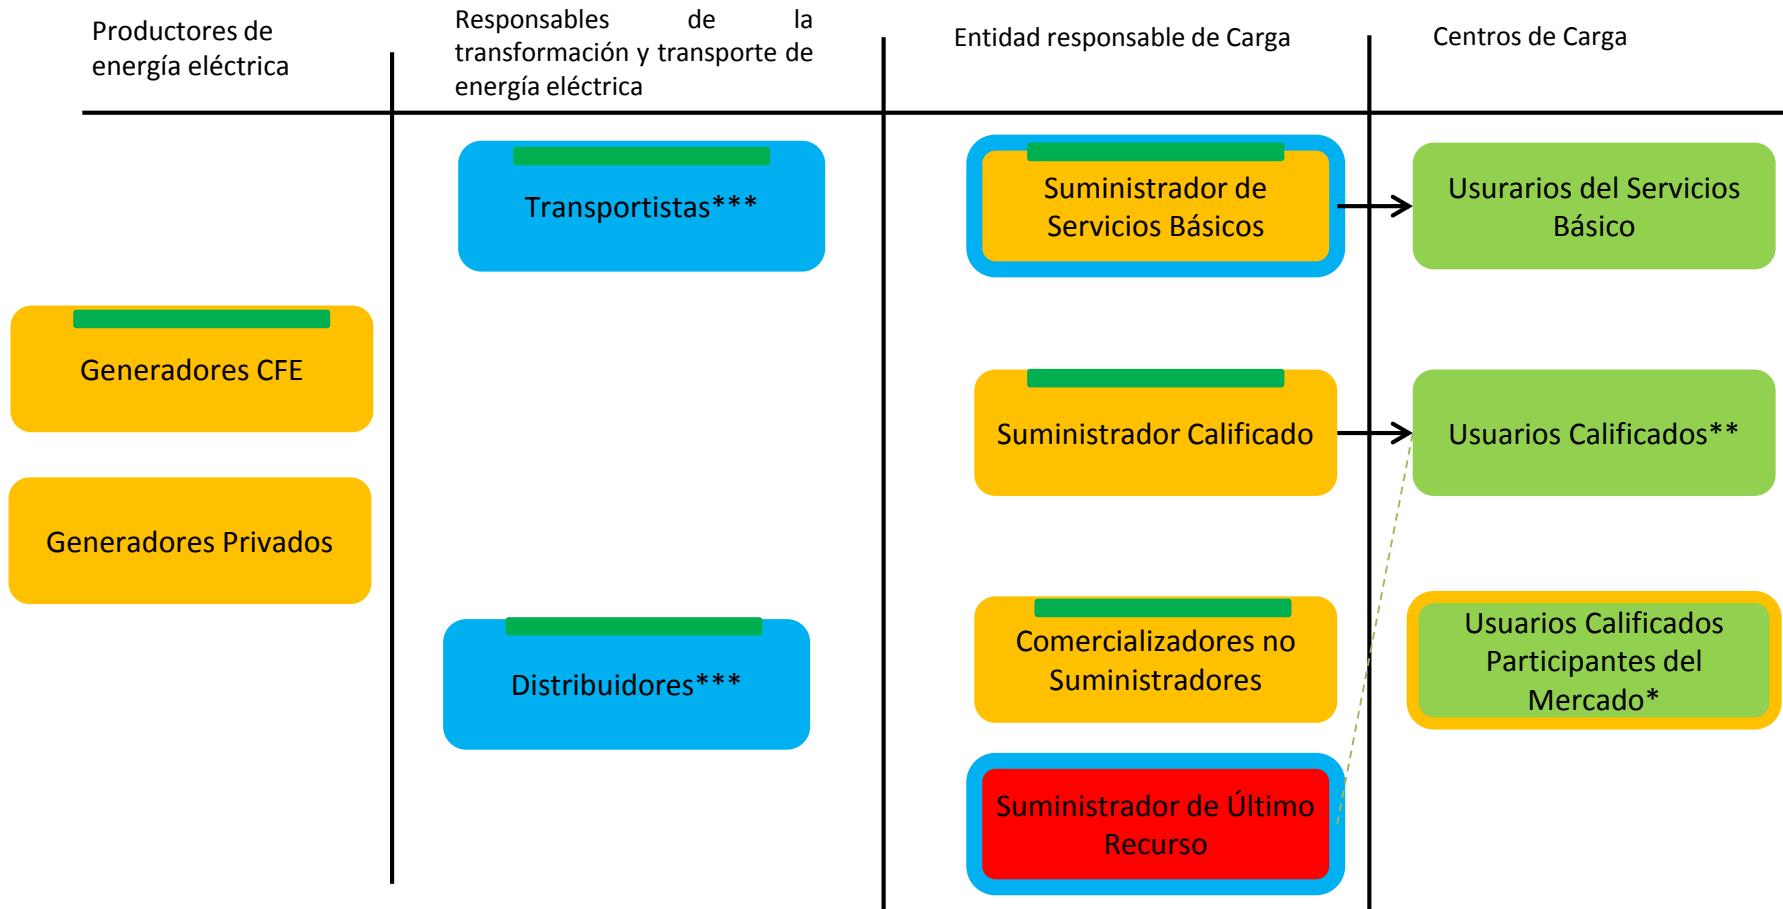 Productores de
energía eléctrica
Responsables de la
transformación y transporte de
energía eléctrica
Entidad responsable de Carga
Centros de Carga
Transportistas***
Suministrador de
Servicios Básicos
Usurarios del Servicios
Básico
Generadores CFE
Suministrador Calificado
Usuarios Calificados**
Generadores Privados
Distribuidores***
Comercializadores no
Suministradores
Usuarios Calificados
Participantes del
Mercado*
Suministrador de Último
Recurso